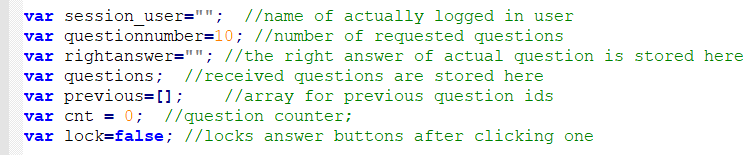 var session_user="";  //name of actually logged in user
var questionnumber=10; //number of requested questions
var rightanswer=""; //the right answer of actual question is stored here
var questions;  //received questions are stored here
var previous=[];    //array for previous question ids
var cnt = 0;  //question counter;
var lock=false; //locks answer buttons after clicking one